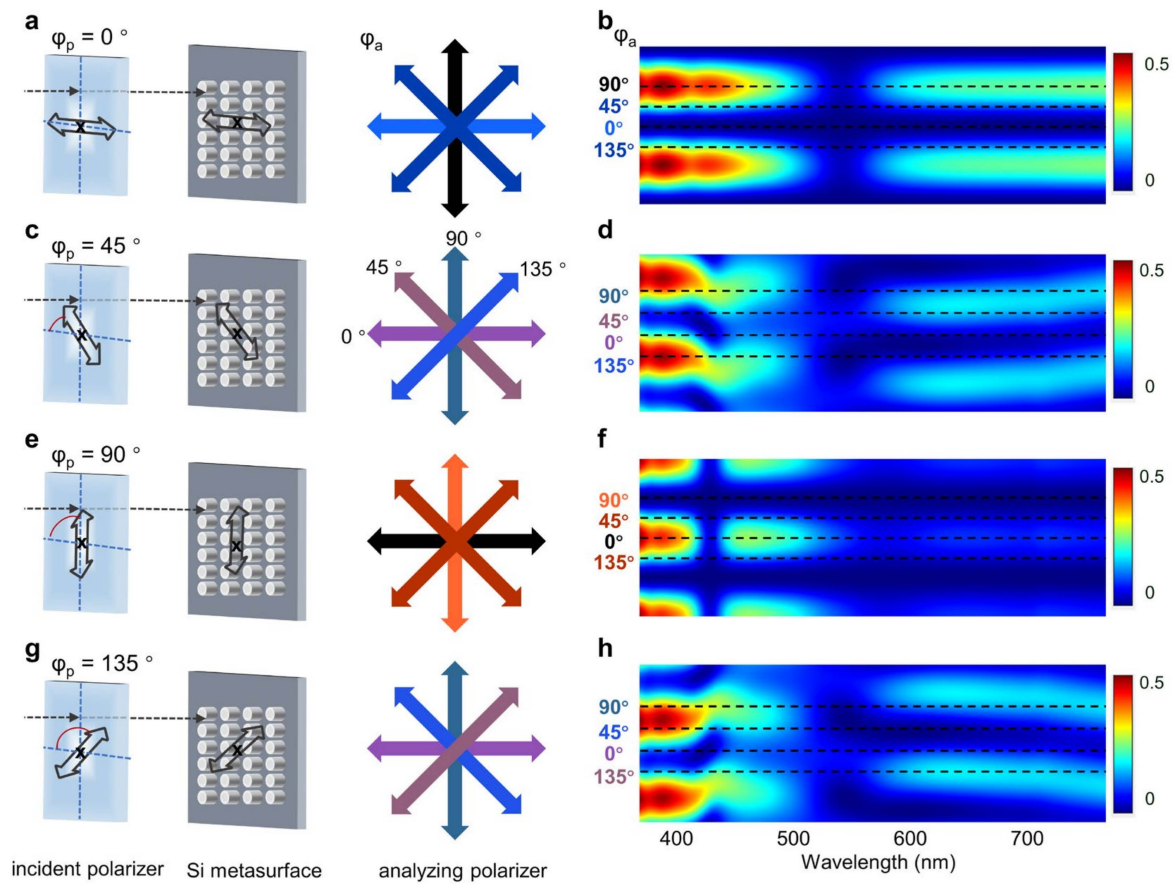 a
φp = 0 °
φa
b
φa
90°
45°
0°
135°
0.5
0
c
φp = 45 °
90 °
45 °
135 °
0 °
d
90°
45°
0°
135°
0.5
0
e
φp = 90 °
f
90°
45°
0°
135°
0.5
0
g
φp = 135 °
h
90°
45°
0°
135°
0.5
0
400
500
600
700
Wavelength (nm)
incident polarizer
Si metasurface
analyzing polarizer
x
x
x
x
x
x
x
x